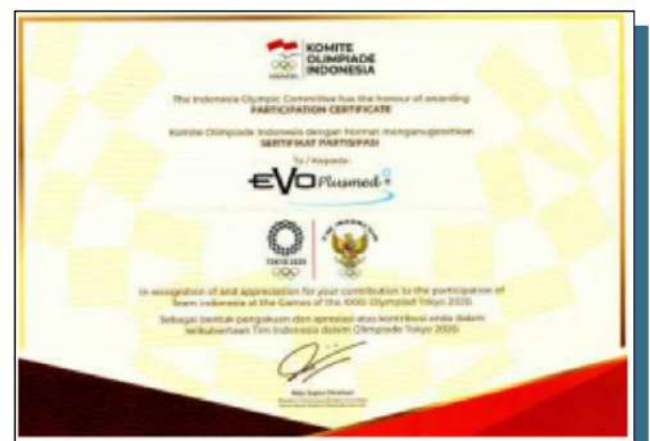 KOMITE
OLIMPIADE
INDONESIA
The Indonesia Olympic Committee has the honour of awarding
PARTICIPATION CERTIFICATE
Komite Olimpiade Indonesia dengan hormat menganugerahkan
SERTIFIKAT PARTISIPASI
To / Kepada
EVO Plusmed
TOKYO 2020
TIM INDONESIA
In recognition of and appreciation for your contribution to the participation of
Team Indonesia at the Games of the XXXII Olympiad Tokyo 2020.
Sebagai bentuk pengakuan dan apresiasi atas kontribusi anda dalam
keikutsertaan Tim Indonesia dalam Olimpiade Tokyo 2020.